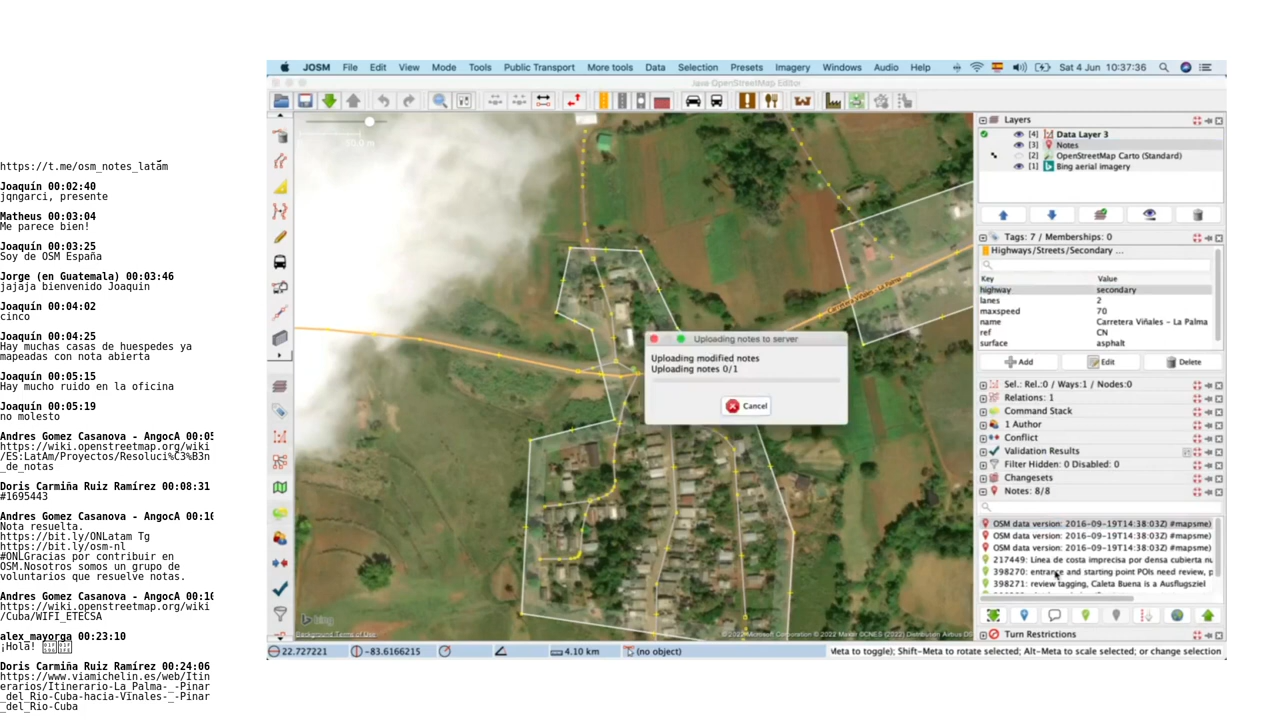 https://t.me/osm_notes_latam
Joaquín 00:02:40
jqngarci, presente
Matheus 00:03:04
Me parece bien!
Joaquín 00:03:25
Soy de OSM España
Jorge (en Guatemala) 00:03:46
jajaja bienvenido Joaquin
Joaquín 00:04:02
cinco
Joaquín 00:04:25
Hay muchas casas de huespedes ya
mapeadas con nota abierta
Joaquín 00:05:15
Hay mucho ruido en la oficina
Joaquín 00:05:19
no molesto
Andres Gomez Casanova - AngocA 00:05
https://wiki.openstreetmap.org/wiki
/ES:LatAm/Proyectos/Resoluci%C3%B3n
_de_notas
Doris Carmiña Ruiz Ramírez 00:08:31
#1695443
Andres Gomez Casanova - AngocA 00:10
Nota resuelta.
https://bit.ly/ONLatam Tg
https://bit.ly/osm-nl
#ONLGracias por contribuir en
OSM.Nosotros somos un grupo de
voluntarios que resuelve notas.
Andres Gomez Casanova - AngocA 00:10
https://wiki.openstreetmap.org/wiki
/Cuba/WIFI_ETECSA
alex_mayorga 00:23:10
¡Hola!
Doris Carmiña Ruiz Ramírez 00:24:06
https://www.viamichelin.es/web/Itin
erarios/Itinerario-La_Palma-_-Pinar
_del_Rio-Cuba-hacia-Vinales-_-Pinar
_del_Rio-Cuba
JOSM File Edit View Mode Tools Public Transport More tools Data Selection Presets Imagery Windows Audio Help Sat 4 Jun 10:37:36
Java OpenStreetMap Editor
Carretera Viñales - La Palma
Uploading notes to server
Uploading modified notes
Uploading notes 0/1
Cancel
bing
Background Terms of Use
Layers
[4] Data Layer 3
[3] Notes
[2] OpenStreetMap Carto (Standard)
[1] Bing aerial imagery
Tags: 7 / Memberships: 0
Highways/Streets/Secondary ...
Key Value
highway secondary
lanes 2
maxspeed 70
name Carretera Viñales – La Palma
ref CN
surface asphalt
Add Edit Delete
Sel.: Rel.:0 / Ways:1 / Nodes:0
Relations: 1
Command Stack
1 Author
Conflict
Validation Results
Filter Hidden: 0 Disabled: 0
Changesets
Notes: 8/8
OSM data version: 2016-09-19T14:38:03Z) #mapsme)
OSM data version: 2016-09-19T14:38:03Z) #mapsme)
OSM data version: 2016-09-19T14:38:03Z) #mapsme)
217449: Linea de costa imprecisa por densa cubierta nu
398270: entrance and starting point POIs need review, p
398271: review tagging, Caleta Buena is a Ausflugsziel
Turn Restrictions
22.727221 -83.6166215 4.10 km (no object) Meta to toggle); Shift-Meta to rotate selected; Alt-Meta to scale selected; or change selection